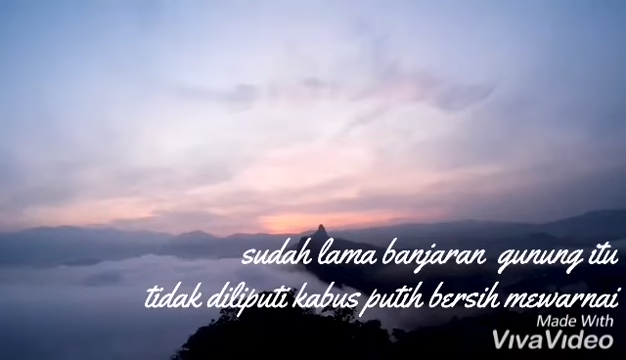 sudah lama banjaran gunung itu
tidak diliputi kabus putih bersih mewarnai
Made With
VivaVideo